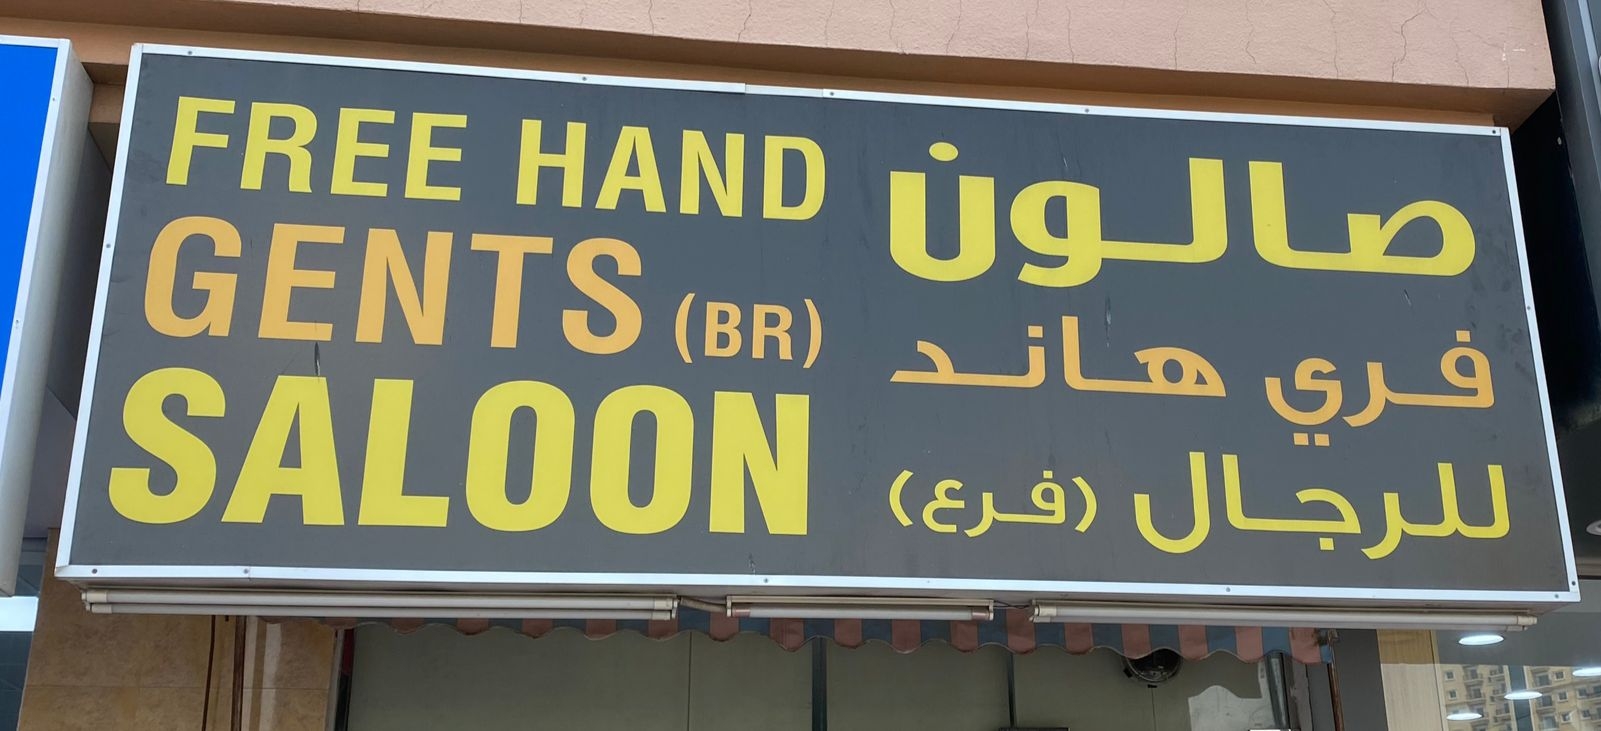 FREE HAND
GENTS (BR)
SALOON
صالون
فري هاند
للرجال (فرع)